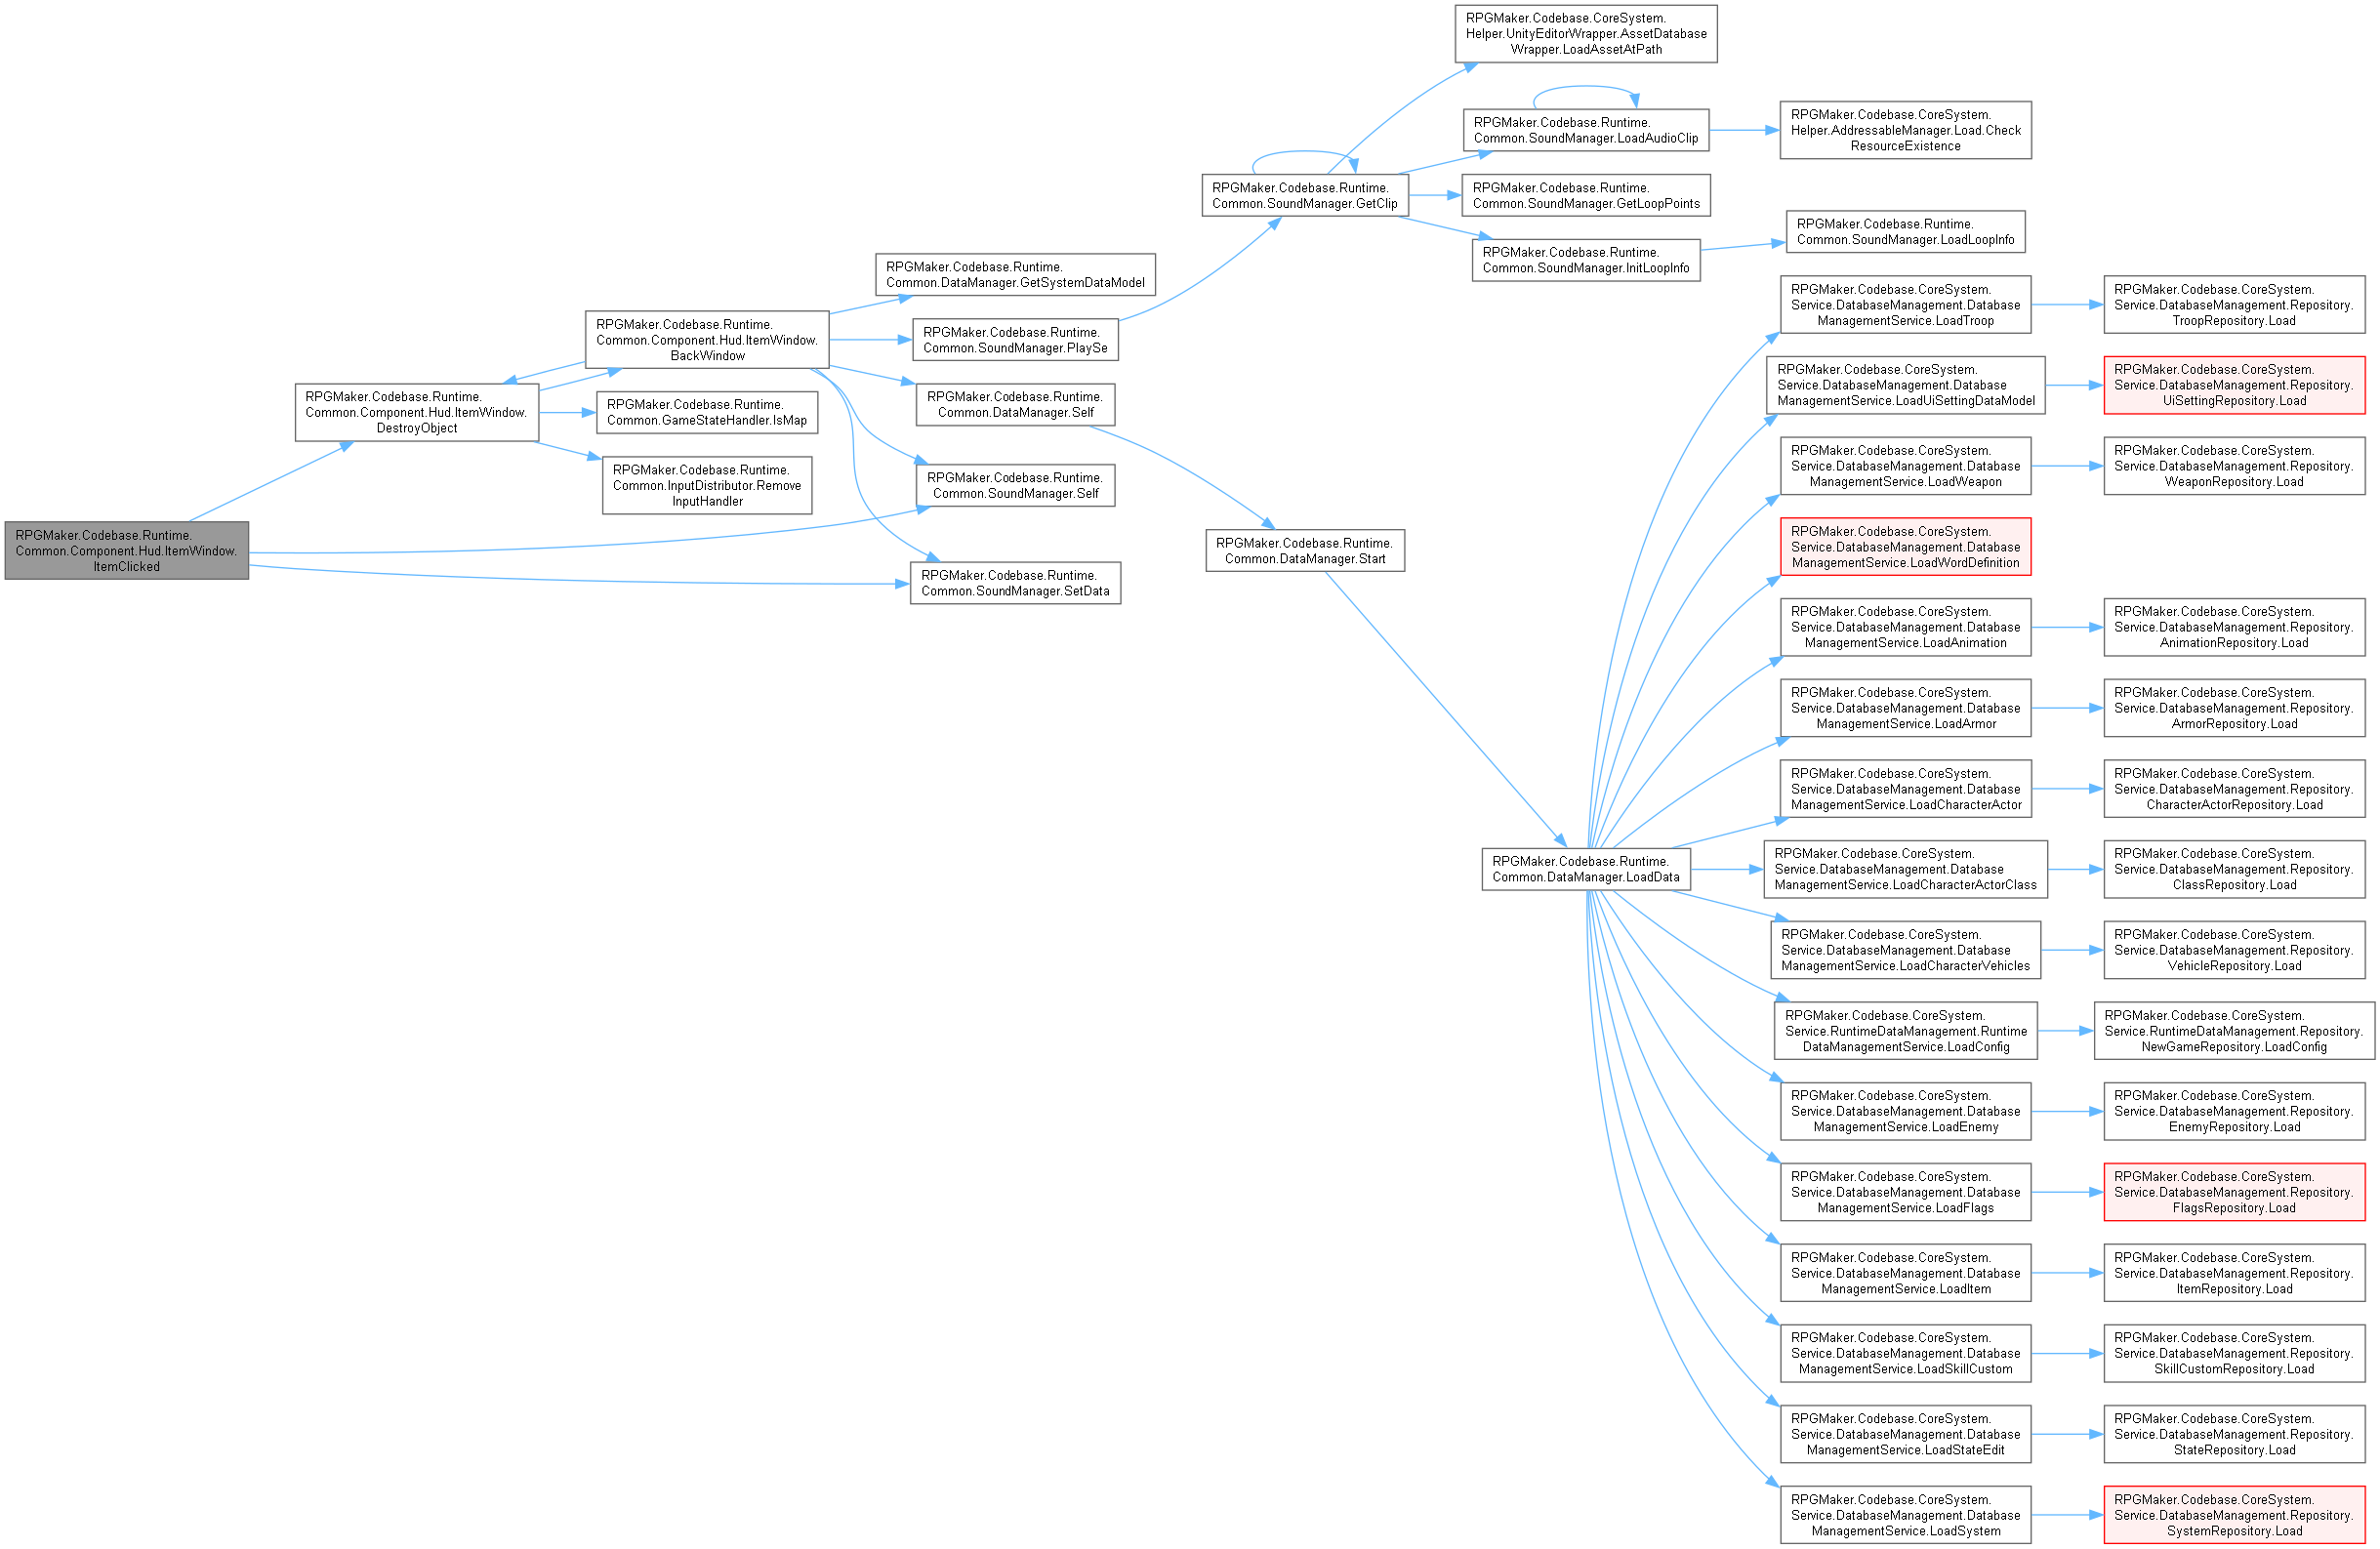 RPGMaker.Codebase.Runtime.
Common.Component.Hud.ItemWindow.
ItemClicked
RPGMaker.Codebase.Runtime.
Common.Component.Hud.ItemWindow.
DestroyObject
RPGMaker.Codebase.Runtime.
Common.Component.Hud.ItemWindow.
BackWindow
RPGMaker.Codebase.Runtime.
Common.GameStateHandler.IsMap
RPGMaker.Codebase.Runtime.
Common.InputDistributor.Remove
InputHandler
RPGMaker.Codebase.Runtime.
Common.DataManager.GetSystemDataModel
RPGMaker.Codebase.Runtime.
Common.SoundManager.PlaySe
RPGMaker.Codebase.Runtime.
Common.DataManager.Self
RPGMaker.Codebase.Runtime.
Common.SoundManager.Self
RPGMaker.Codebase.Runtime.
Common.SoundManager.SetData
RPGMaker.Codebase.Runtime.
Common.SoundManager.GetClip
RPGMaker.Codebase.Runtime.
Common.DataManager.Start
RPGMaker.Codebase.CoreSystem.
Helper.UnityEditorWrapper.AssetDatabase
Wrapper.LoadAssetAtPath
RPGMaker.Codebase.Runtime.
Common.SoundManager.LoadAudioClip
RPGMaker.Codebase.Runtime.
Common.SoundManager.GetLoopPoints
RPGMaker.Codebase.Runtime.
Common.SoundManager.InitLoopInfo
RPGMaker.Codebase.Runtime.
Common.DataManager.LoadData
RPGMaker.Codebase.CoreSystem.
Helper.AddressableManager.Load.Check
ResourceExistence
RPGMaker.Codebase.Runtime.
Common.SoundManager.LoadLoopInfo
RPGMaker.Codebase.CoreSystem.
Service.DatabaseManagement.Database
ManagementService.LoadTroop
RPGMaker.Codebase.CoreSystem.
Service.DatabaseManagement.Repository.
TroopRepository.Load
RPGMaker.Codebase.CoreSystem.
Service.DatabaseManagement.Database
ManagementService.LoadUiSettingDataModel
RPGMaker.Codebase.CoreSystem.
Service.DatabaseManagement.Repository.
UiSettingRepository.Load
RPGMaker.Codebase.CoreSystem.
Service.DatabaseManagement.Database
ManagementService.LoadWeapon
RPGMaker.Codebase.CoreSystem.
Service.DatabaseManagement.Repository.
WeaponRepository.Load
RPGMaker.Codebase.CoreSystem.
Service.DatabaseManagement.Database
ManagementService.LoadWordDefinition
RPGMaker.Codebase.CoreSystem.
Service.DatabaseManagement.Database
ManagementService.LoadAnimation
RPGMaker.Codebase.CoreSystem.
Service.DatabaseManagement.Repository.
AnimationRepository.Load
RPGMaker.Codebase.CoreSystem.
Service.DatabaseManagement.Database
ManagementService.LoadArmor
RPGMaker.Codebase.CoreSystem.
Service.DatabaseManagement.Repository.
ArmorRepository.Load
RPGMaker.Codebase.CoreSystem.
Service.DatabaseManagement.Database
ManagementService.LoadCharacterActor
RPGMaker.Codebase.CoreSystem.
Service.DatabaseManagement.Repository.
CharacterActorRepository.Load
RPGMaker.Codebase.CoreSystem.
Service.DatabaseManagement.Database
ManagementService.LoadCharacterActorClass
RPGMaker.Codebase.CoreSystem.
Service.DatabaseManagement.Repository.
ClassRepository.Load
RPGMaker.Codebase.CoreSystem.
Service.DatabaseManagement.Database
ManagementService.LoadCharacterVehicles
RPGMaker.Codebase.CoreSystem.
Service.DatabaseManagement.Repository.
VehicleRepository.Load
RPGMaker.Codebase.CoreSystem.
Service.RuntimeDataManagement.Runtime
DataManagementService.LoadConfig
RPGMaker.Codebase.CoreSystem.
Service.RuntimeDataManagement.Repository.
NewGameRepository.LoadConfig
RPGMaker.Codebase.CoreSystem.
Service.DatabaseManagement.Database
ManagementService.LoadEnemy
RPGMaker.Codebase.CoreSystem.
Service.DatabaseManagement.Repository.
EnemyRepository.Load
RPGMaker.Codebase.CoreSystem.
Service.DatabaseManagement.Database
ManagementService.LoadFlags
RPGMaker.Codebase.CoreSystem.
Service.DatabaseManagement.Repository.
FlagsRepository.Load
RPGMaker.Codebase.CoreSystem.
Service.DatabaseManagement.Database
ManagementService.LoadItem
RPGMaker.Codebase.CoreSystem.
Service.DatabaseManagement.Repository.
ItemRepository.Load
RPGMaker.Codebase.CoreSystem.
Service.DatabaseManagement.Database
ManagementService.LoadSkillCustom
RPGMaker.Codebase.CoreSystem.
Service.DatabaseManagement.Repository.
SkillCustomRepository.Load
RPGMaker.Codebase.CoreSystem.
Service.DatabaseManagement.Database
ManagementService.LoadStateEdit
RPGMaker.Codebase.CoreSystem.
Service.DatabaseManagement.Repository.
StateRepository.Load
RPGMaker.Codebase.CoreSystem.
Service.DatabaseManagement.Database
ManagementService.LoadSystem
RPGMaker.Codebase.CoreSystem.
Service.DatabaseManagement.Repository.
SystemRepository.Load